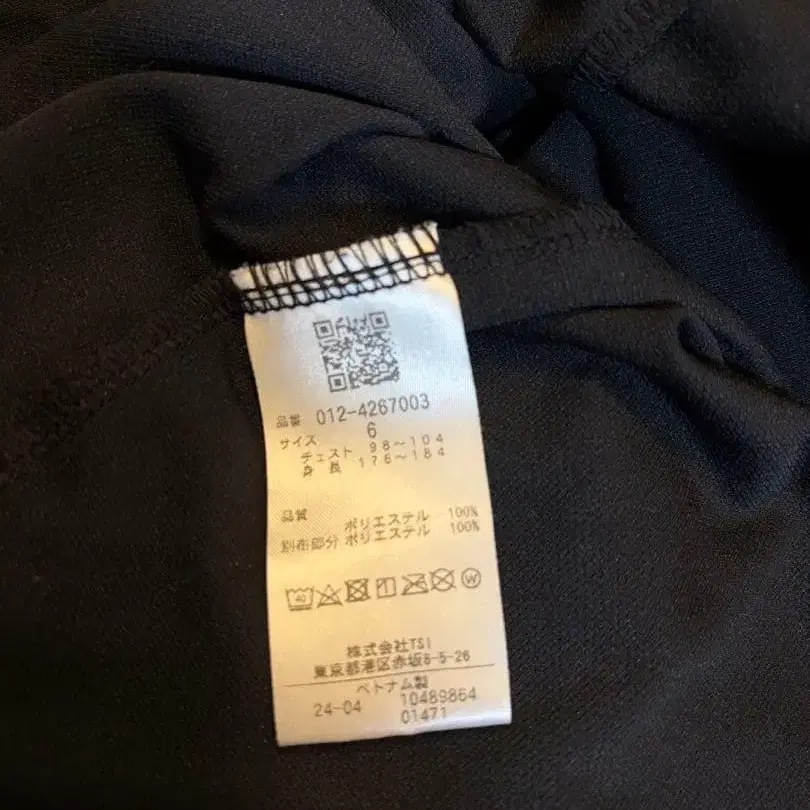 品番 012-4267003
サイズ 6
チェスト 98～104
身長 176～184
品質
ポリエステル 100%
別布部分 ポリエステル 100%
40
W
株式会社TSI
東京都港区赤坂8-5-26
ベトナム製
24-04 10489864
01471